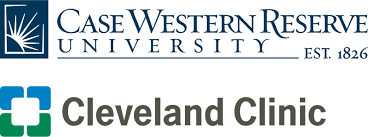 CASE WESTERN RESERVE
UNIVERSITY
EST. 1826
Cleveland Clinic